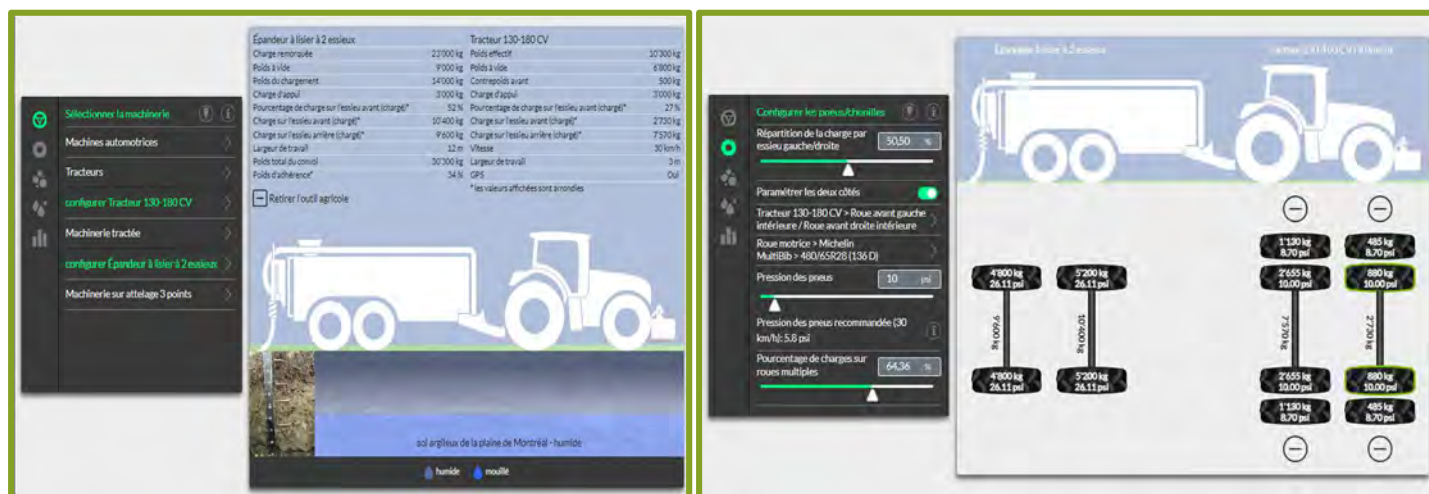 Sélectionner la machinerie
Machines automotrices
Tracteurs
configurer Tracteur 130-180 CV
Machinerie tractée
configurer Épandeur à lisier à 2 essieux
Machinerie sur attelage 3 points
Épandeur à lisier à 2 essieux
Charge remorquée 23'000 kg
Poids à vide 9'000 kg
Poids du chargement 14'000 kg
Charge d'appui 3'000 kg
Pourcentage de charge sur l'essieu avant (chargé)* 52 %
Charge sur l'essieu avant (chargé)* 10'400 kg
Charge sur l'essieu arrière (chargé)* 9'600 kg
Largeur de travail 12 m
Poids total du convoi 30'300 kg
Poids d'adhérence* 34 %
Retirer l'outil agricole
Tracteur 130-180 CV
Poids effectif 10'300 kg
Poids à vide 6'800 kg
Contrepoids avant 500 kg
Charge d'appui 3'000 kg
Pourcentage de charge sur l'essieu avant (chargé)* 27 %
Charge sur l'essieu avant (chargé)* 2'730 kg
Charge sur l'essieu arrière (chargé)* 7'570 kg
Vitesse 30 km/h
Largeur de travail 3 m
GPS Oui
* les valeurs affichées sont arrondies
sol argileux de la plaine de Montréal - humide
humide mouillé
Configurer les pneus/chenilles
Répartition de la charge par
essieu gauche/droite 50,50 %
Paramétrer les deux côtés
Tracteur 130-180 CV > Roue avant gauche
intérieure / Roue avant droite intérieure
Roue motrice > Michelin
MultiBib > 480/65R28 (136 D)
Pression des pneus 10 psi
Pression des pneus recommandée (30
km/h): 5.8 psi
Pourcentage de charges sur
roues multiples 64,36 %
Épandeur à lisier à 2 essieux
4'800 kg
26.11 psi
5'200 kg
26.11 psi
9'600 kg
10'400 kg
4'800 kg
26.11 psi
5'200 kg
26.11 psi
1'130 kg
8.70 psi
485 kg
8.70 psi
2'655 kg
10.00 psi
880 kg
10.00 psi
7'570 kg
2'730 kg
2'655 kg
10.00 psi
880 kg
10.00 psi
1'130 kg
8.70 psi
485 kg
8.70 psi